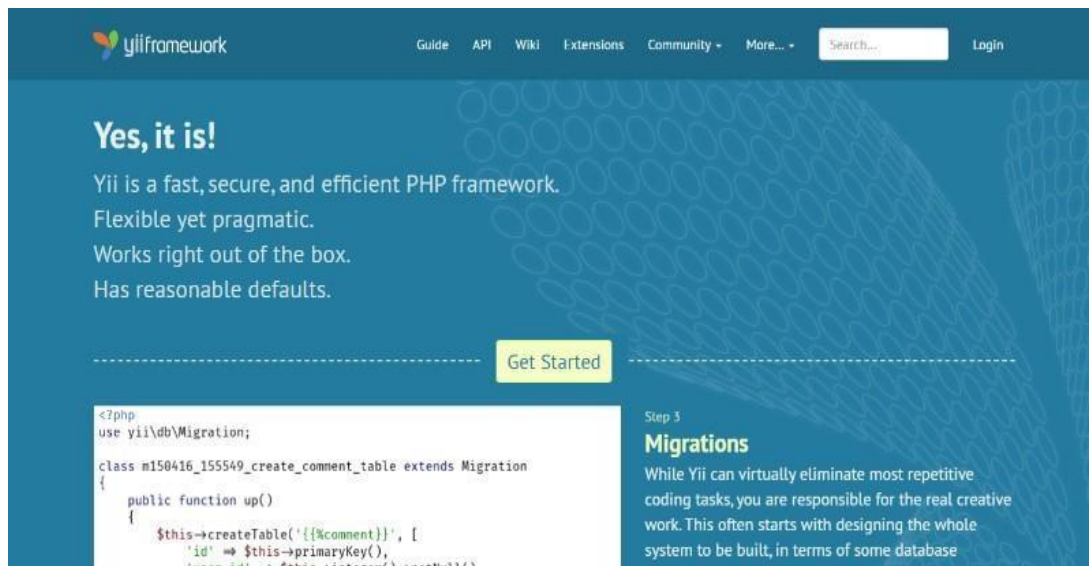 yiiframework
Guide API Wiki Extensions Community More... Search... Login
Yes, it is!
Yii is a fast, secure, and efficient PHP framework.
Flexible yet pragmatic.
Works right out of the box.
Has reasonable defaults.
Get Started
<?php
use yii\db\Migration;
class m150416_155549_create_comment_table extends Migration
{
public function up()
{
$this->createTable('{{%comment}}', [
'id' => $this->primaryKey(),
Step 3
Migrations
While Yii can virtually eliminate most repetitive
coding tasks, you are responsible for the real creative
work. This often starts with designing the whole
system to be built, in terms of some database